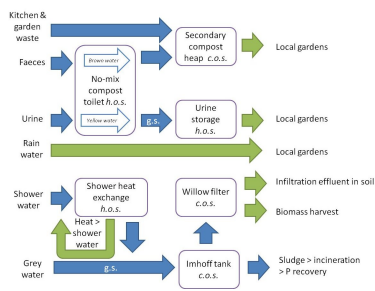 Kitchen &
garden
waste
Faeces
Brown water
No-mix
compost
toilet h.o.s.
Yellow water
Secondary
compost
heap c.o.s.
Local gardens
Urine
g.s.
Urine
storage
h.o.s.
Local gardens
Rain
water
Local gardens
Shower
water
Shower heat
exchange
h.o.s.
Heat >
shower
water
Willow filter
c.o.s.
Infiltration effluent in soil
Biomass harvest
Grey
water
g.s.
Imhoff tank
c.o.s.
Sludge > incineration
> P recovery